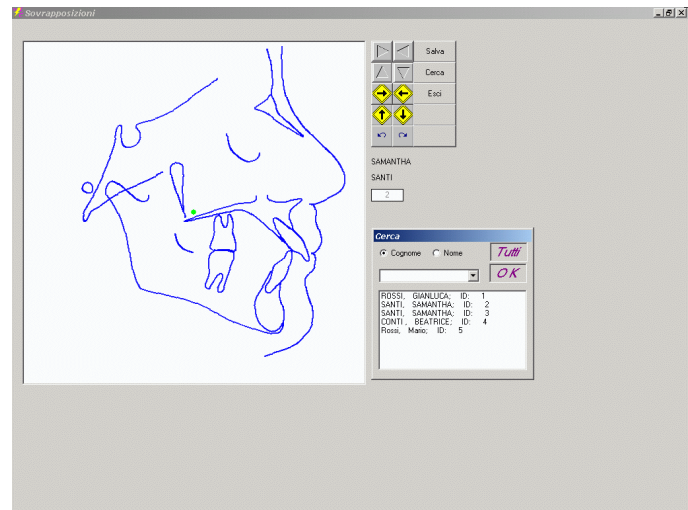 Sovrapposizioni
Salva
Cerca
Esci
SAMANTHA
SANTI
2
Cerca
Cognome Nome Tutti
OK
ROSSI, GIANLUCA; ID: 1
SANTI, SAMANTHA; ID: 2
SANTI, SAMANTHA; ID: 3
CONTI , BEATRICE; ID: 4
Rossi, Mario; ID: 5